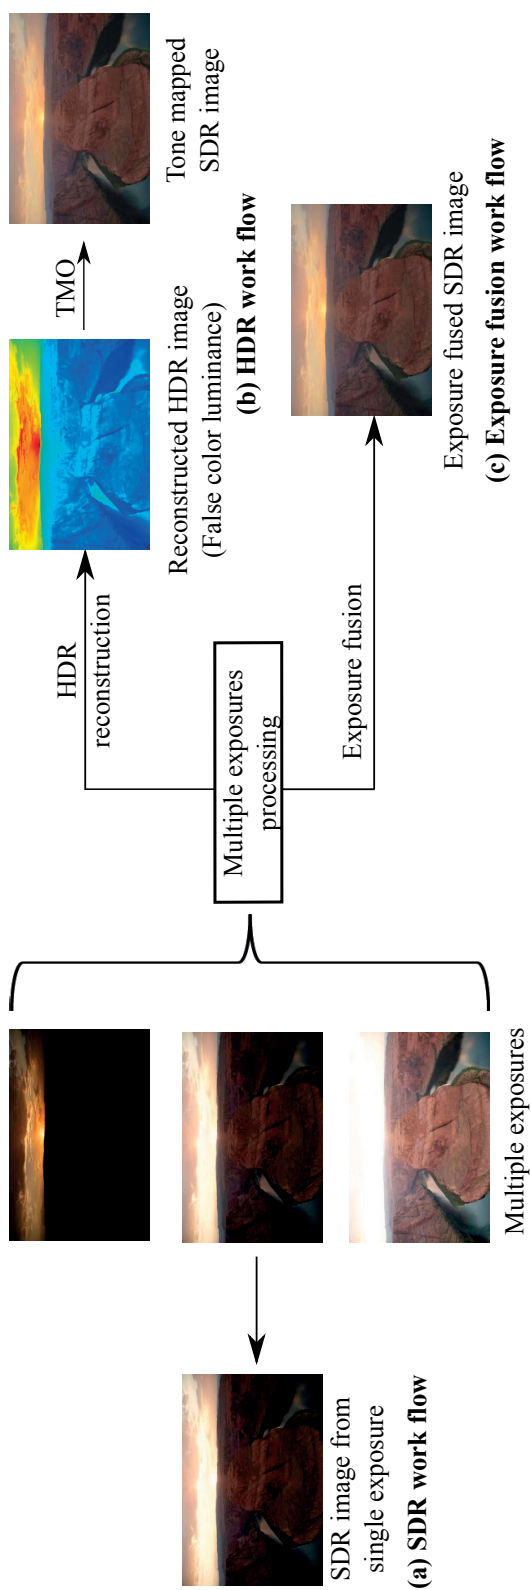 SDR image from
single exposure
(a) SDR work flow
Multiple exposures
Multiple exposures
processing
HDR
reconstruction
Reconstructed HDR image
(False color luminance)
TMO
Tone mapped
SDR image
(b) HDR work flow
Exposure fusion
Exposure fused SDR image
(c) Exposure fusion work flow